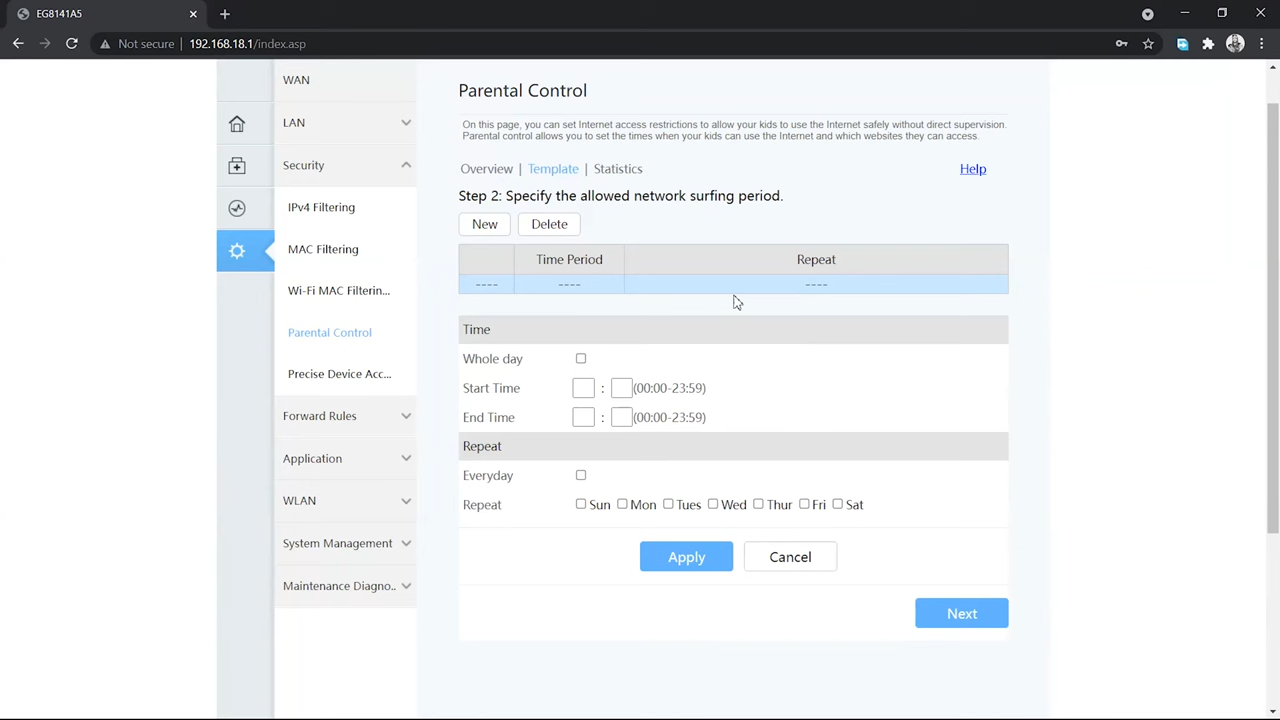 EG8141A5
Not secure 192.168.18.1/index.asp
WAN
LAN
Security
IPv4 Filtering
MAC Filtering
Wi-Fi MAC Filterin...
Parental Control
Precise Device Acc...
Forward Rules
Application
WLAN
System Management
Maintenance Diagno..
Parental Control
On this page, you can set Internet access restrictions to allow your kids to use the Internet safely without direct supervision.
Parental control allows you to set the times when your kids can use the Internet and which websites they can access.
Overview | Template | Statistics Help
Step 2: Specify the allowed network surfing period.
New Delete
Time Period Repeat
---- ---- ----
Time
Whole day
Start Time : (00:00-23:59)
End Time : (00:00-23:59)
Repeat
Everyday
Repeat Sun Mon Tues Wed Thur Fri Sat
Apply Cancel
Next